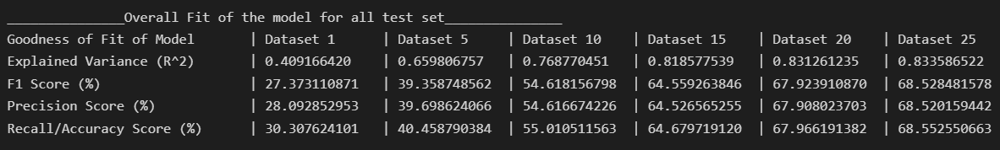 _______________Overall Fit of the model for all test set_______________
Goodness of Fit of Model | Dataset 1 | Dataset 5 | Dataset 10 | Dataset 15 | Dataset 20 | Dataset 25
Explained Variance (R^2) | 0.409166420 | 0.659806757 | 0.768770451 | 0.818577539 | 0.831261235 | 0.833586522
F1 Score (%) | 27.373110871 | 39.358748562 | 54.618156798 | 64.559263846 | 67.923910870 | 68.528481578
Precision Score (%) | 28.092852953 | 39.698624066 | 54.616674226 | 64.526565255 | 67.908023703 | 68.520159442
Recall/Accuracy Score (%) | 30.307624101 | 40.458790384 | 55.010511563 | 64.679719120 | 67.966191382 | 68.552550663